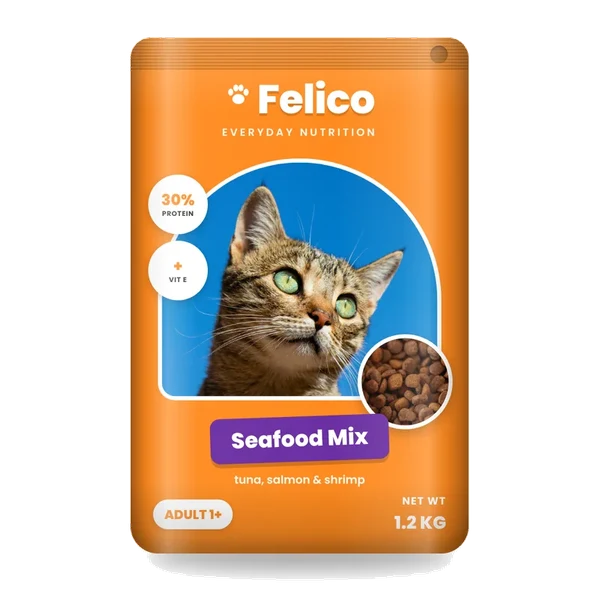 Felico
EVERYDAY NUTRITION
30%
PROTEIN
+
VIT E
Seafood Mix
tuna, salmon & shrimp
ADULT 1+
NET WT
1.2 KG